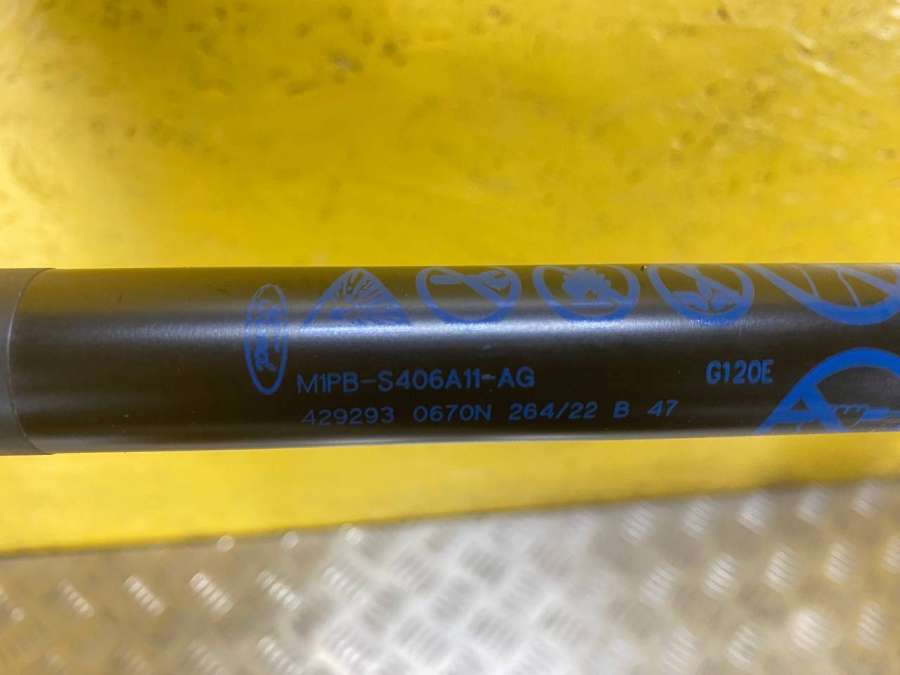 M1PB-S406A11-AG
G120E
429293 0670N 264/22 B 47